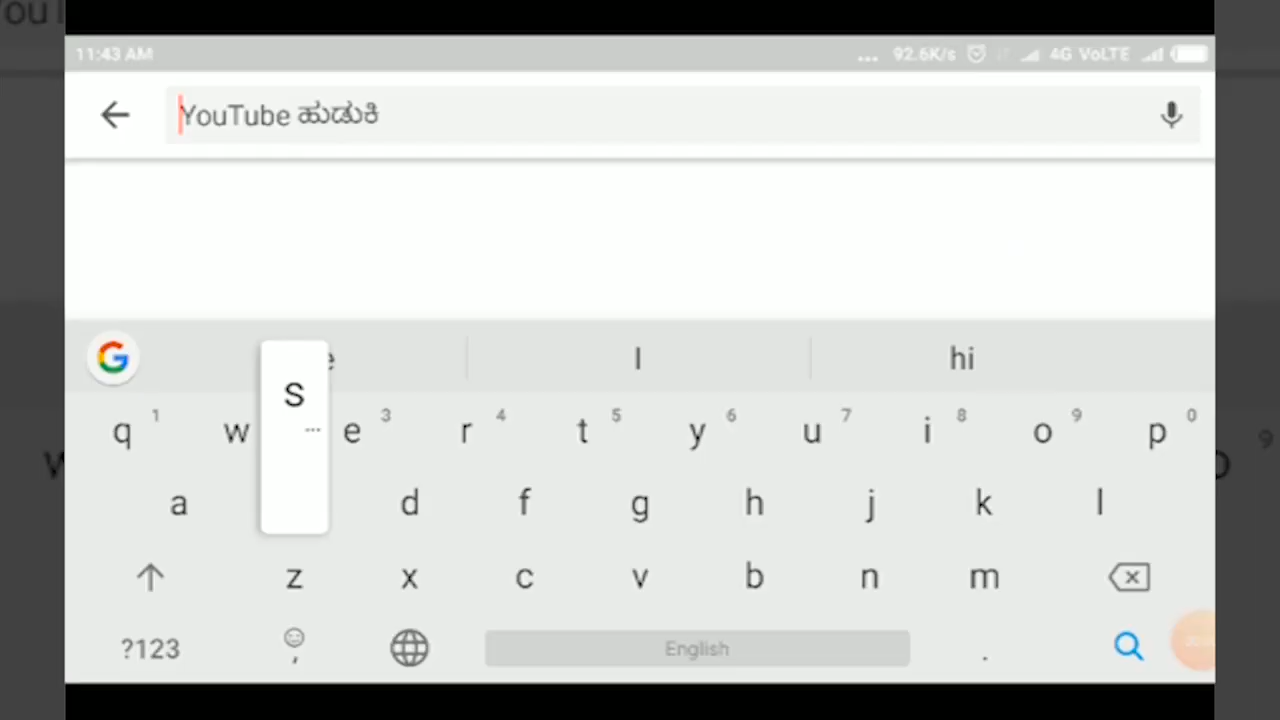 11:43 AM ... 92.6K/s 4G VoLTE
YouTube ಹುಡುಕಿ
I hi
q 1 w e 3 r 4 t 5 y 6 u 7 i 8 o 9 p 0
a S ... d f g h j k l
z x c v b n m
?123 , English .